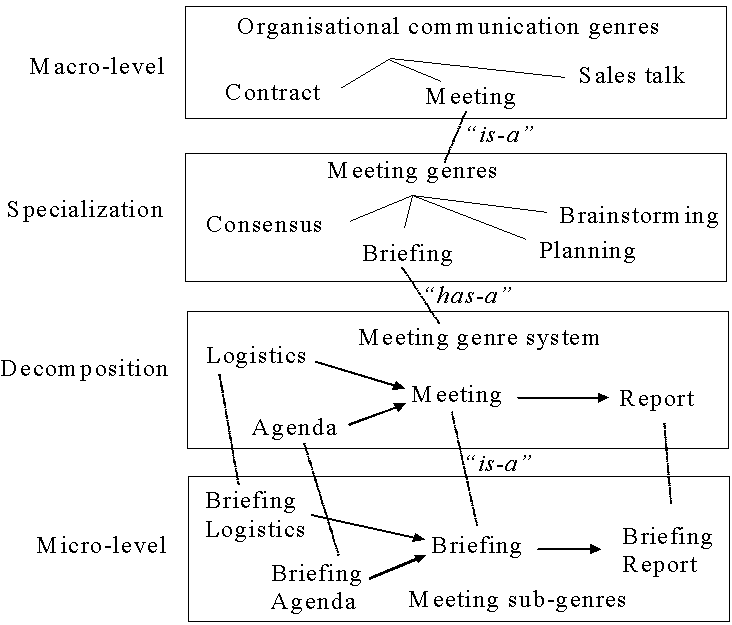 Organisational communication genres
Macro-level
Contract
Meeting
Sales talk
“is-a”
Meeting genres
Specialization
Consensus
Briefing
Brainstorming
Planning
“has-a”
Meeting genre system
Decomposition
Logistics
Agenda
Meeting
Report
“is-a”
Micro-level
Briefing
Logistics
Briefing
Agenda
Briefing
Briefing
Report
Meeting sub-genres